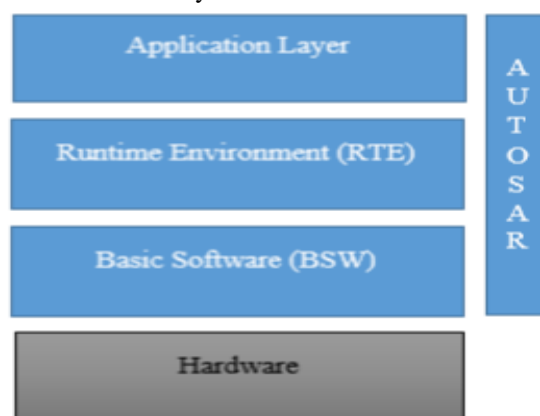 Application Layer
Runtime Environment (RTE)
Basic Software (BSW)
Hardware
A
U
T
O
S
A
R